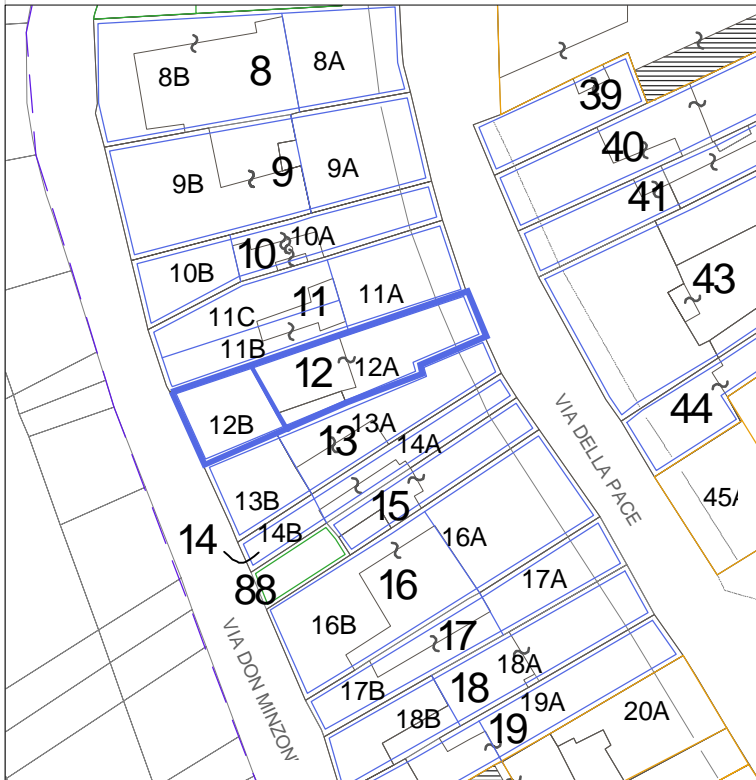 8B
8
8A
39
40
9B
9
9A
41
10A
10
10B
43
11A
11
11C
11B
12
12A
44
12B
VIA DELLA PACE
13A
13
14A
13B
45A
15
14B
14
16A
88
16
17A
16B
17
VIA DON MINZON'
18A
17B
18
19A
18B
19
20A